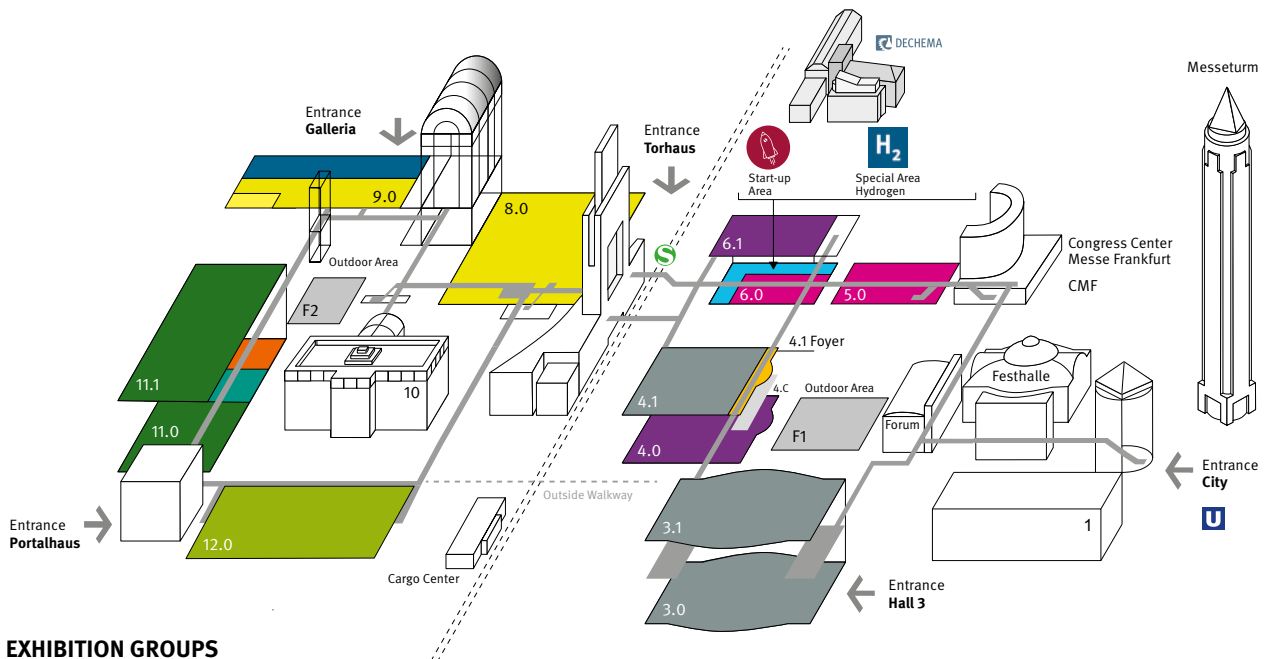 DECHEMA
Messeturm
Entrance
Galleria
Entrance
Torhaus
H2
Start-up
Area
Special Area
Hydrogen
9.0
8.0
6.1
S
Congress Center
Messe Frankfurt
CMF
Outdoor Area
6.0
5.0
F2
4.1 Foyer
11.1
10
4.1
4.C
Outdoor Area
Festhalle
11.0
4.0
F1
Forum
Entrance
City
U
Outside Walkway
Entrance
Portalhaus
12.0
3.1
1
Cargo Center
3.0
Entrance
Hall 3
EXHIBITION GROUPS